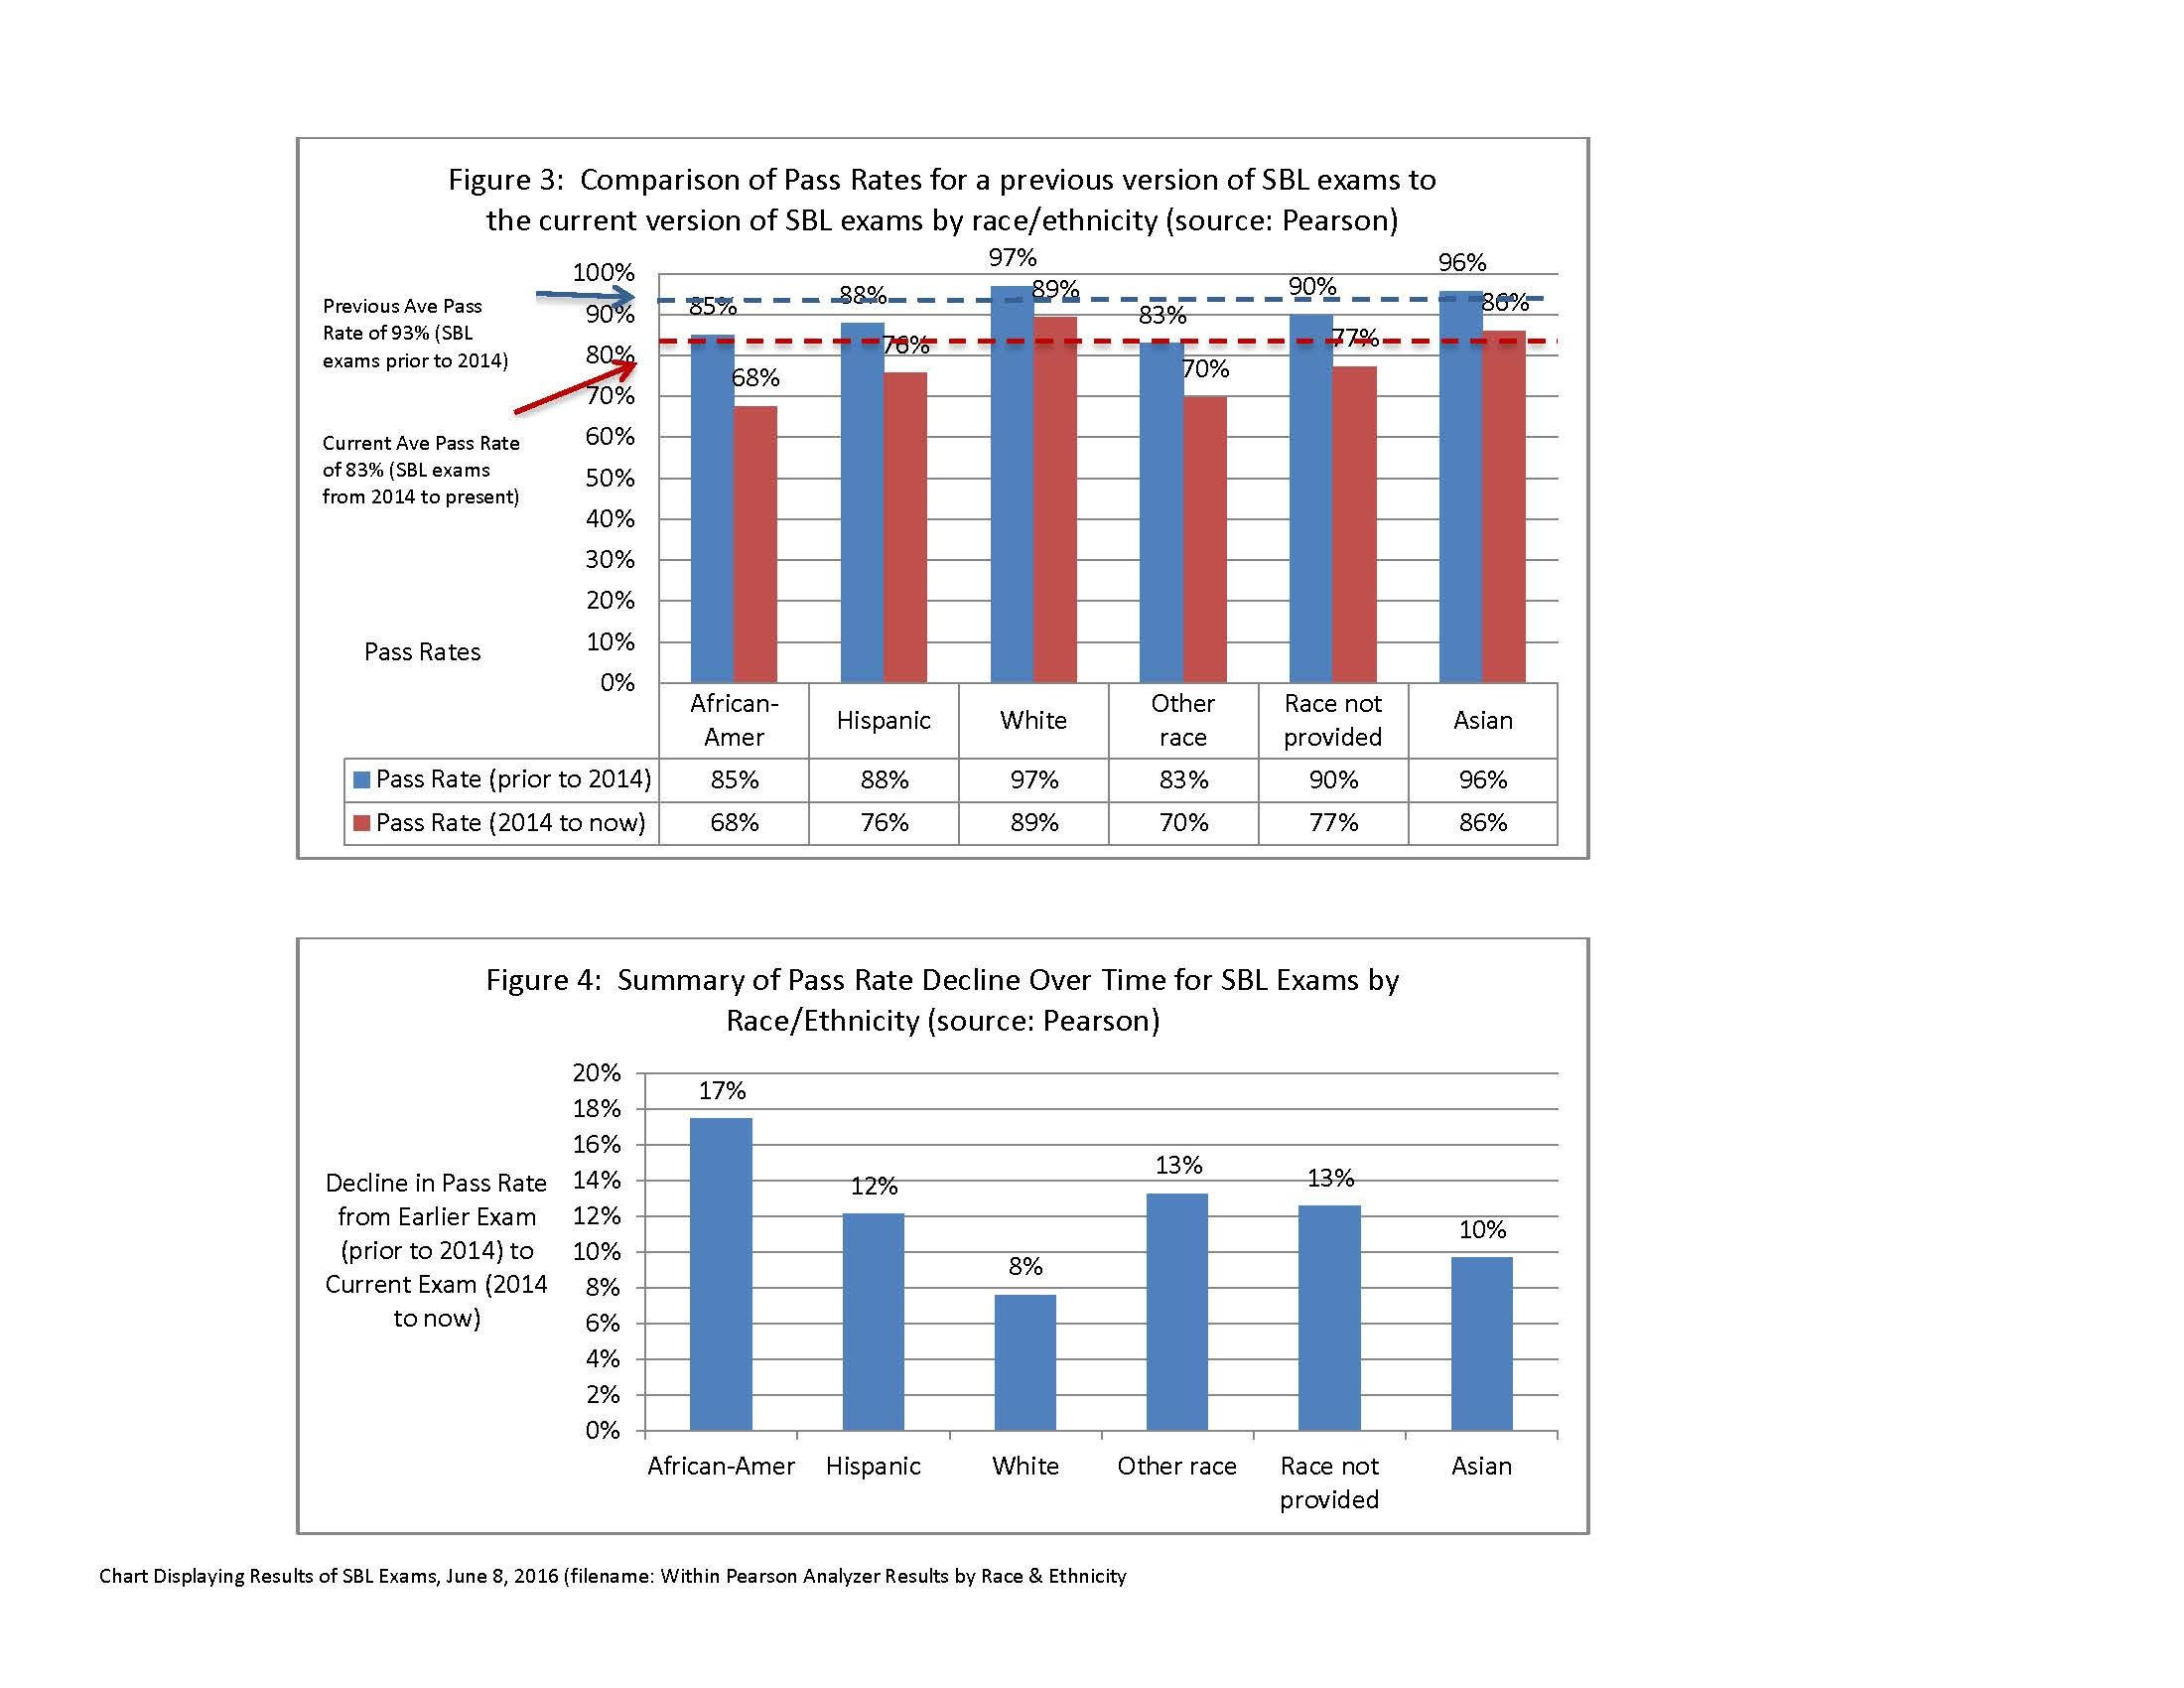 Figure 3:  Comparison of Pass Rates for a previous version of SBL exams to
the current version of SBL exams by race/ethnicity (source: Pearson)
Previous Ave Pass
Rate of 93% (SBL
exams prior to 2014)
Current Ave Pass Rate
of 83% (SBL exams
from 2014 to present)
Pass Rates
100%
90%
80%
70%
60%
50%
40%
30%
20%
10%
0%
85%
68%
88%
76%
97%
89%
83%
70%
90%
77%
96%
86%
African-
Amer
Hispanic
White
Other
race
Race not
provided
Asian
Pass Rate (prior to 2014) 85% 88% 97% 83% 90% 96%
Pass Rate (2014 to now) 68% 76% 89% 70% 77% 86%
Figure 4:  Summary of Pass Rate Decline Over Time for SBL Exams by
Race/Ethnicity (source: Pearson)
Decline in Pass Rate
from Earlier Exam
(prior to 2014) to
Current Exam (2014
to now)
20%
18%
16%
14%
12%
10%
8%
6%
4%
2%
0%
17%
12%
8%
13%
13%
10%
African-Amer
Hispanic
White
Other race
Race not
provided
Asian
Chart Displaying Results of SBL Exams, June 8, 2016 (filename: Within Pearson Analyzer Results by Race & Ethnicity